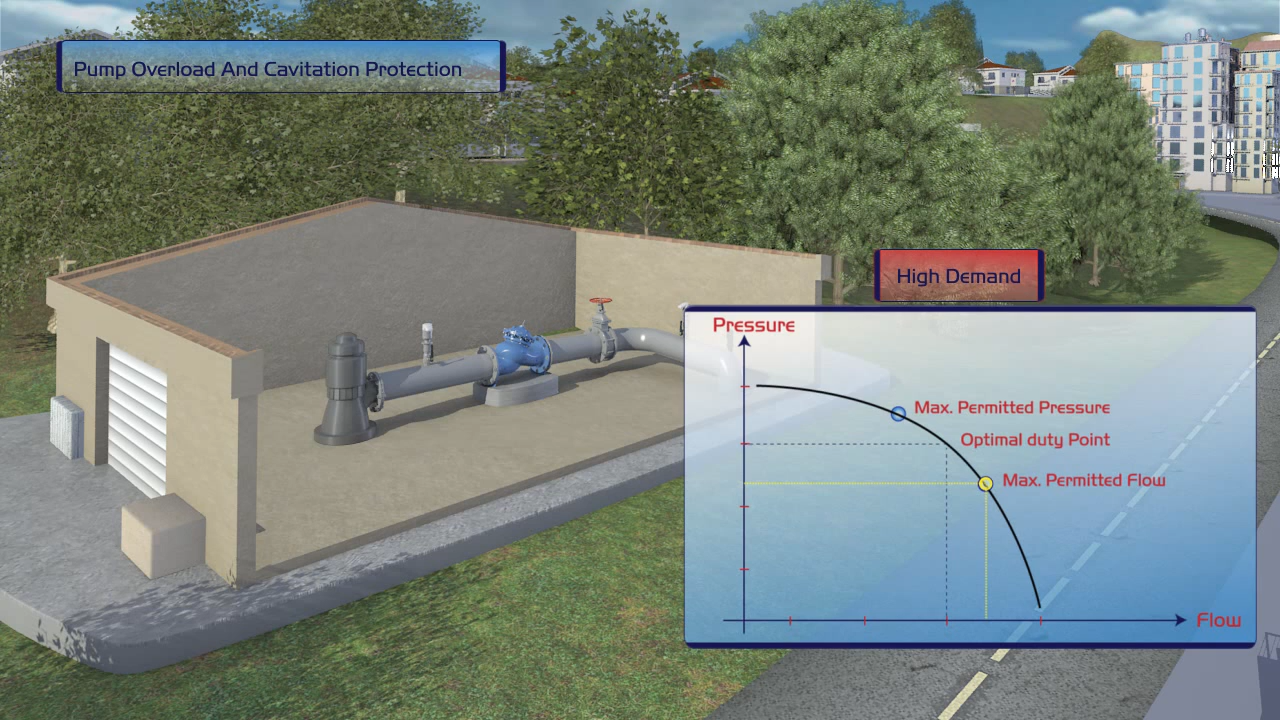 Pump Overload And Cavitation Protection
High Demand
Pressure
Max. Permitted Pressure
Optimal duty Point
Max. Permitted Flow
Flow